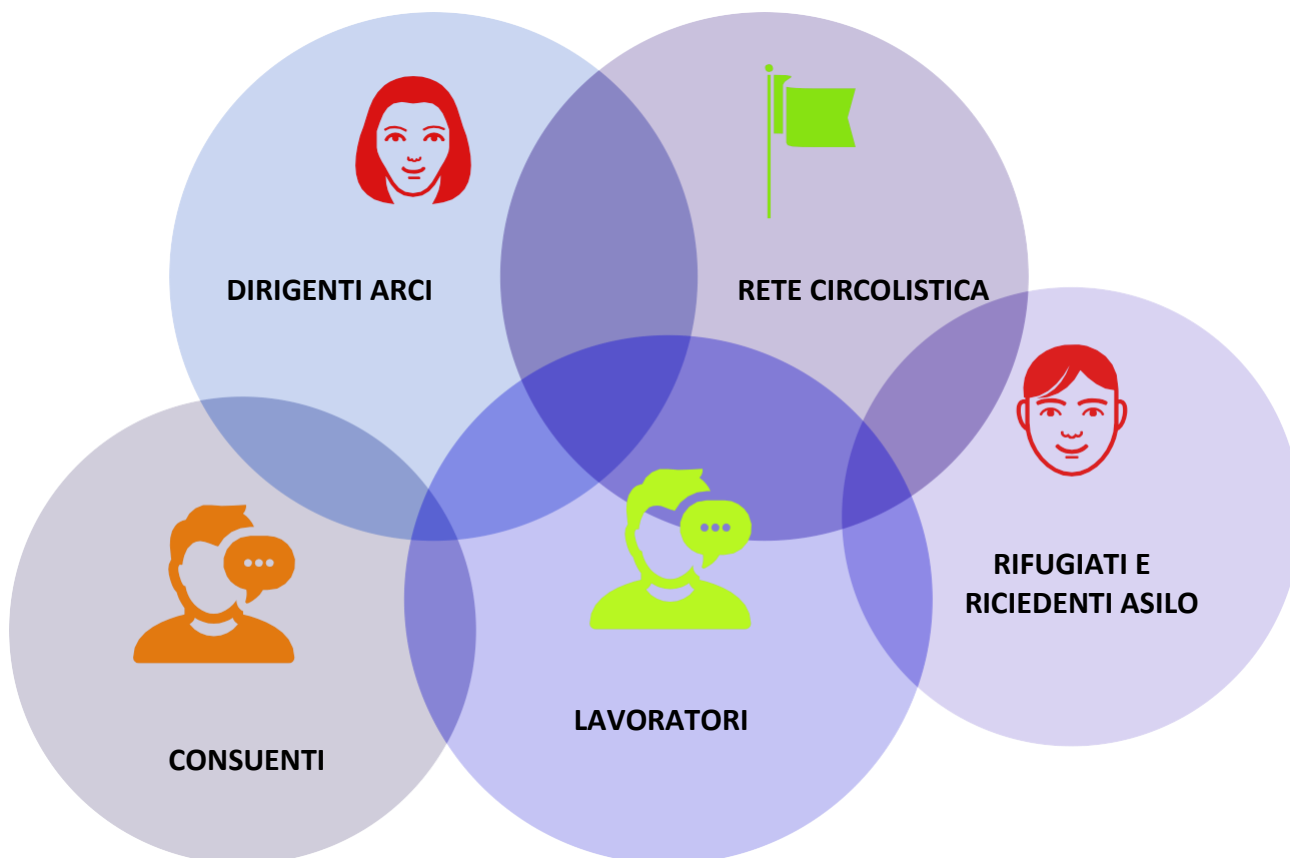 DIRIGENTI ARCI
RETE CIRCOLISTICA
RIFUGIATI E
RICIEDENTI ASILO
LAVORATORI
CONSUENTI